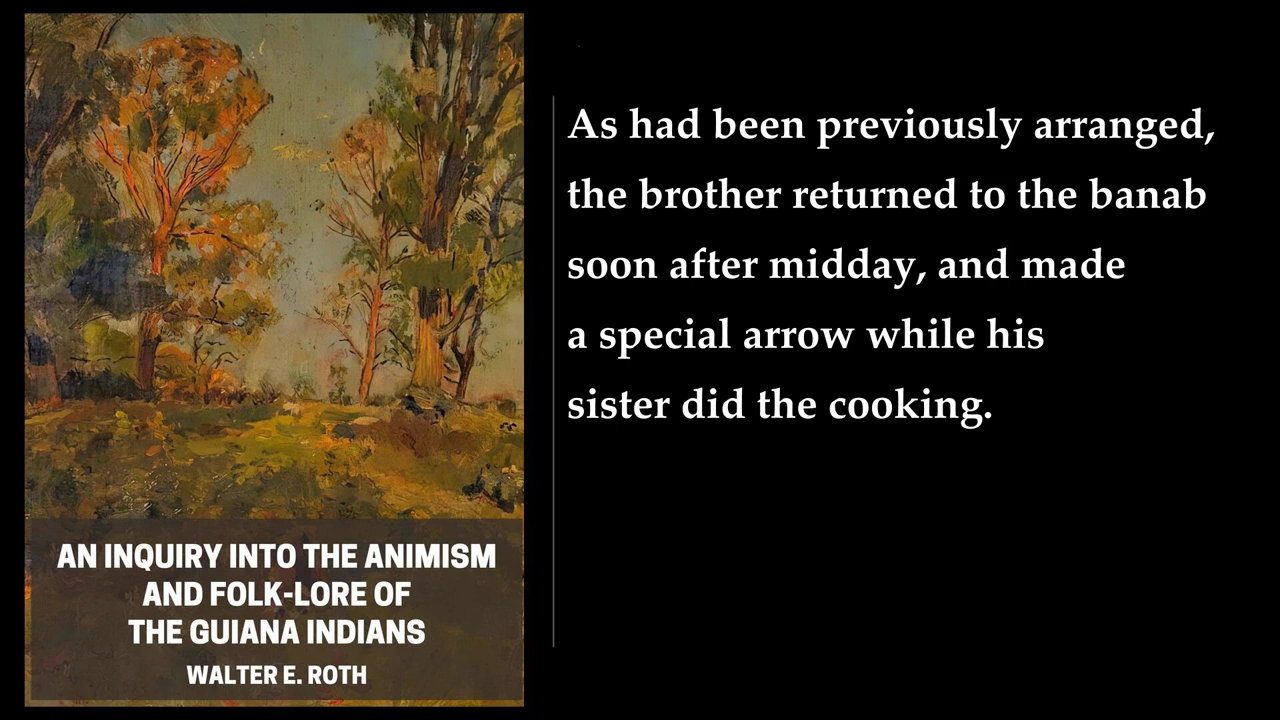 As had been previously arranged,
the brother returned to the banab
soon after midday, and made
a special arrow while his
sister did the cooking.
AN INQUIRY INTO THE ANIMISM
AND FOLK-LORE OF
THE GUIANA INDIANS
WALTER E. ROTH